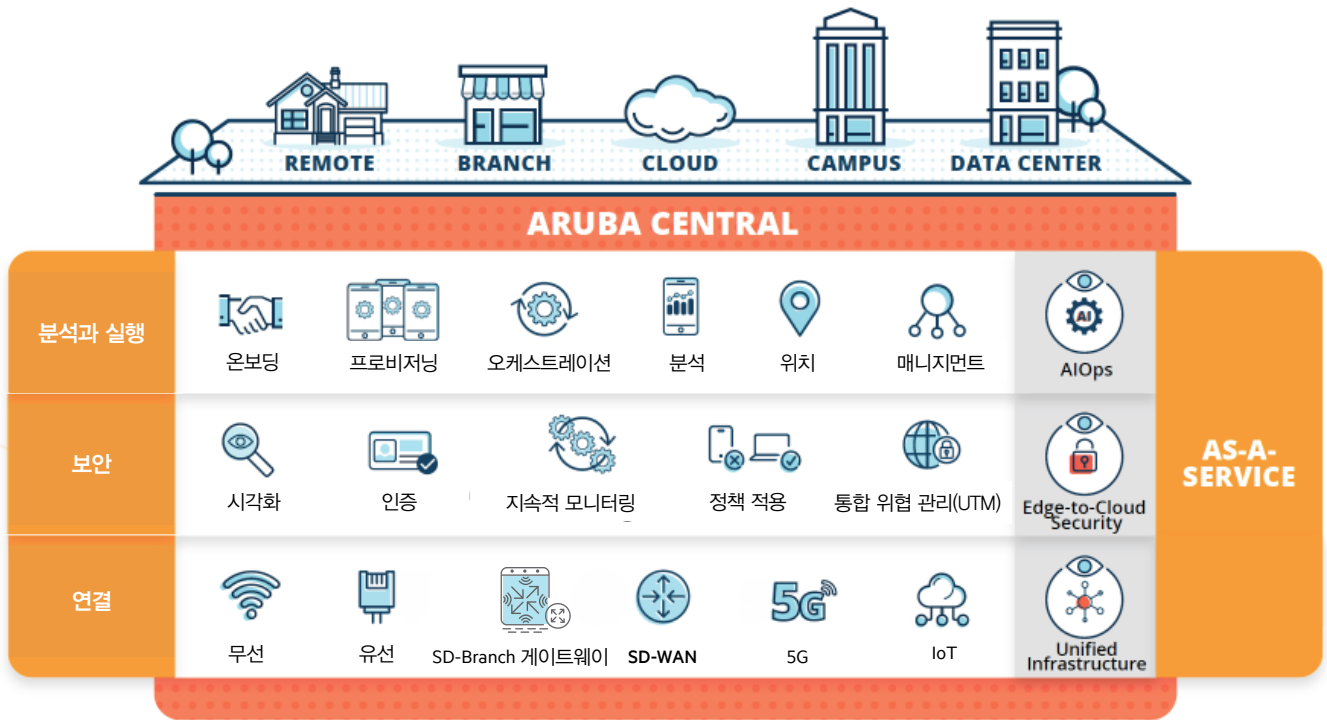 REMOTE
BRANCH
CLOUD
CAMPUS
DATA CENTER
ARUBA CENTRAL
분석과 실행
온보딩
프로비저닝
오케스트레이션
분석
위치
매니지먼트
AI
AIOps
보안
시각화
인증
지속적 모니터링
정책 적용
통합 위협 관리(UTM)
Edge-to-Cloud
Security
AS-A-
SERVICE
연결
무선
유선
SD-Branch 게이트웨이
SD-WAN
5G
5G
IoT
Unified
Infrastructure